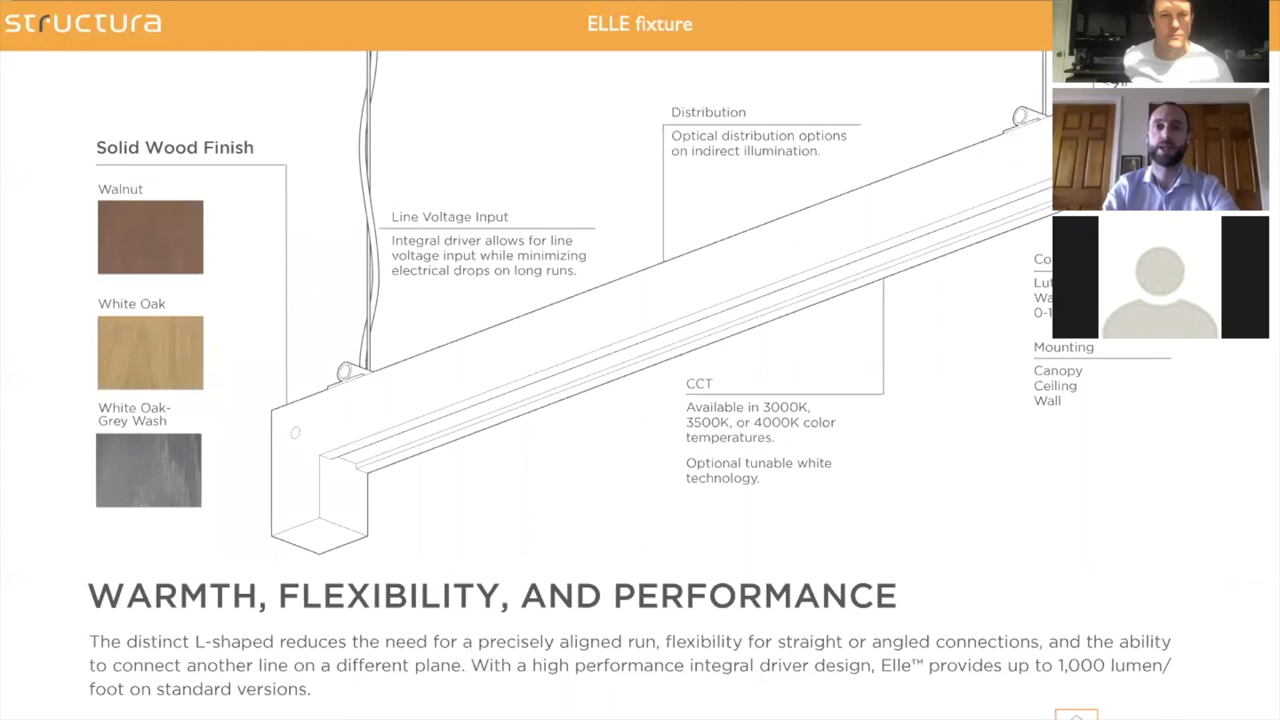 structura
ELLE fixture
Distribution
Optical distribution options
on indirect illumination.
Solid Wood Finish
Walnut
Line Voltage Input
Integral driver allows for line
voltage input while minimizing
electrical drops on long runs.
White Oak
White Oak-
Grey Wash
CCT
Available in 3000K,
3500K, or 4000K color
temperatures.
Optional tunable white
technology.
Mounting
Canopy
Ceiling
Wall
WARMTH, FLEXIBILITY, AND PERFORMANCE
The distinct L-shaped reduces the need for a precisely aligned run, flexibility for straight or angled connections, and the ability
to connect another line on a different plane. With a high performance integral driver design, Elle™ provides up to 1,000 lumen/
foot on standard versions.